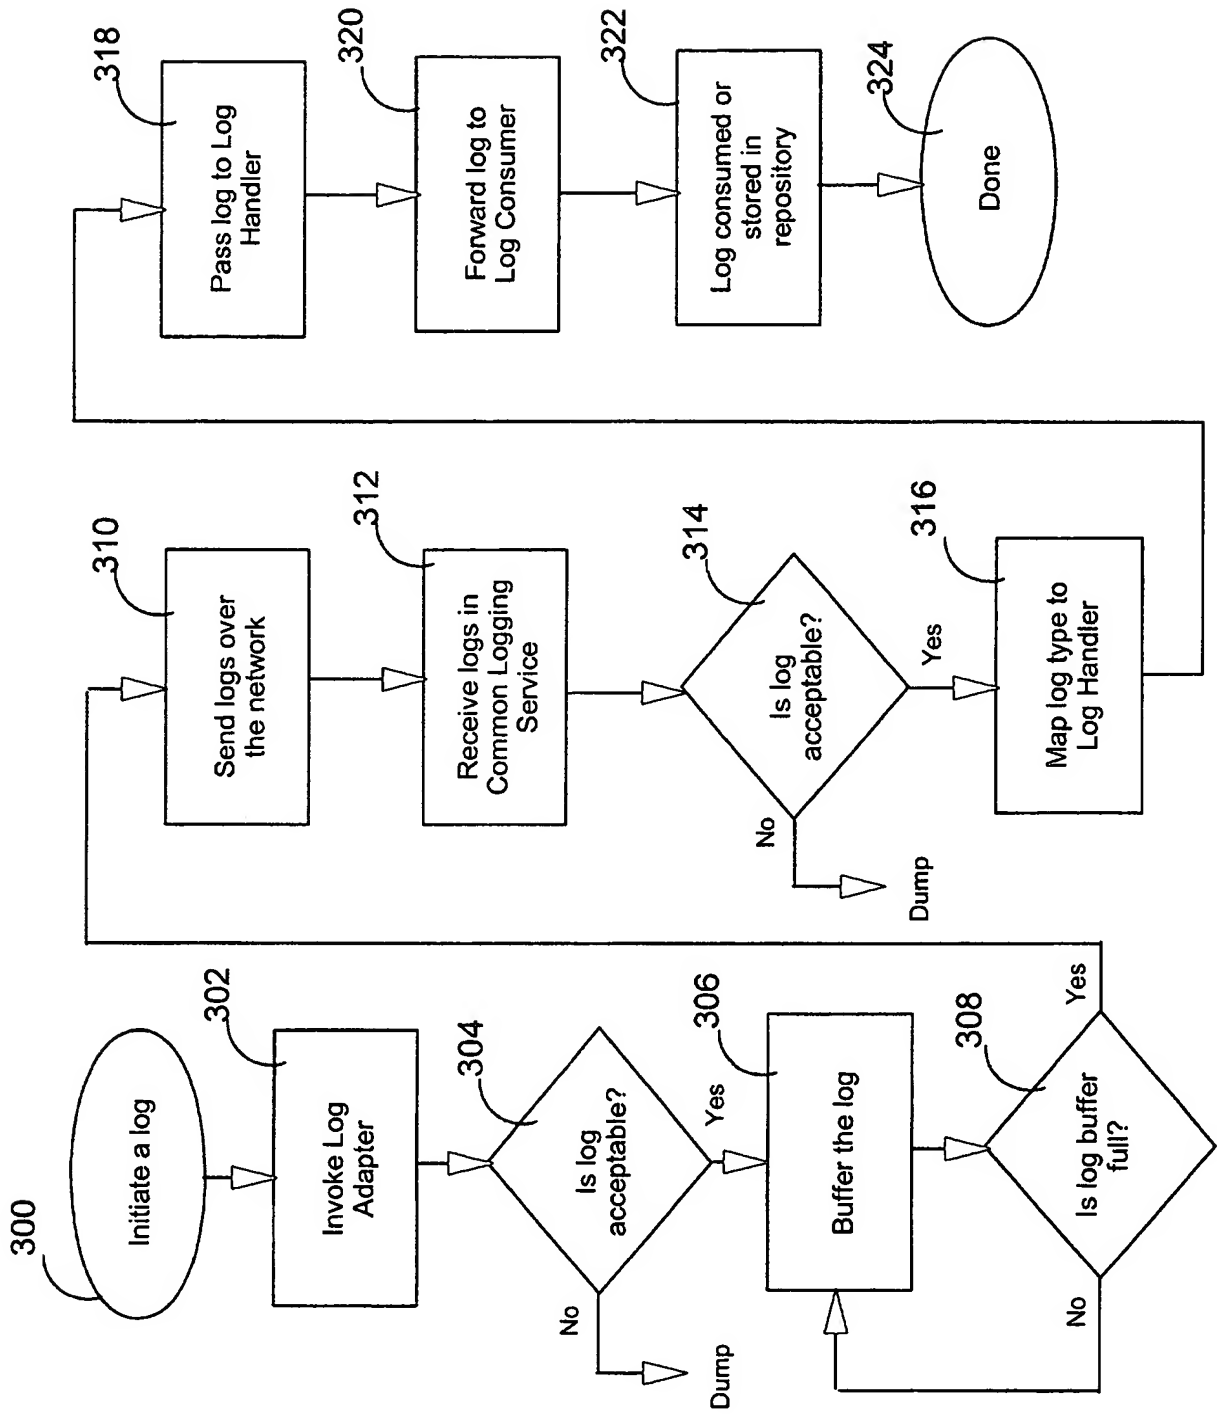 300
Initiate a log
302
Invoke Log
Adapter
304
Is log
acceptable?
No
Dump
Yes
306
Buffer the log
308
Is log buffer
full?
No
Yes
310
Send logs over
the network
312
Receive logs in
Common Logging
Service
314
Is log
acceptable?
No
Dump
Yes
316
Map log type to
Log Handler
318
Pass log to Log
Handler
320
Forward log to
Log Consumer
322
Log consumed or
stored in
repository
324
Done